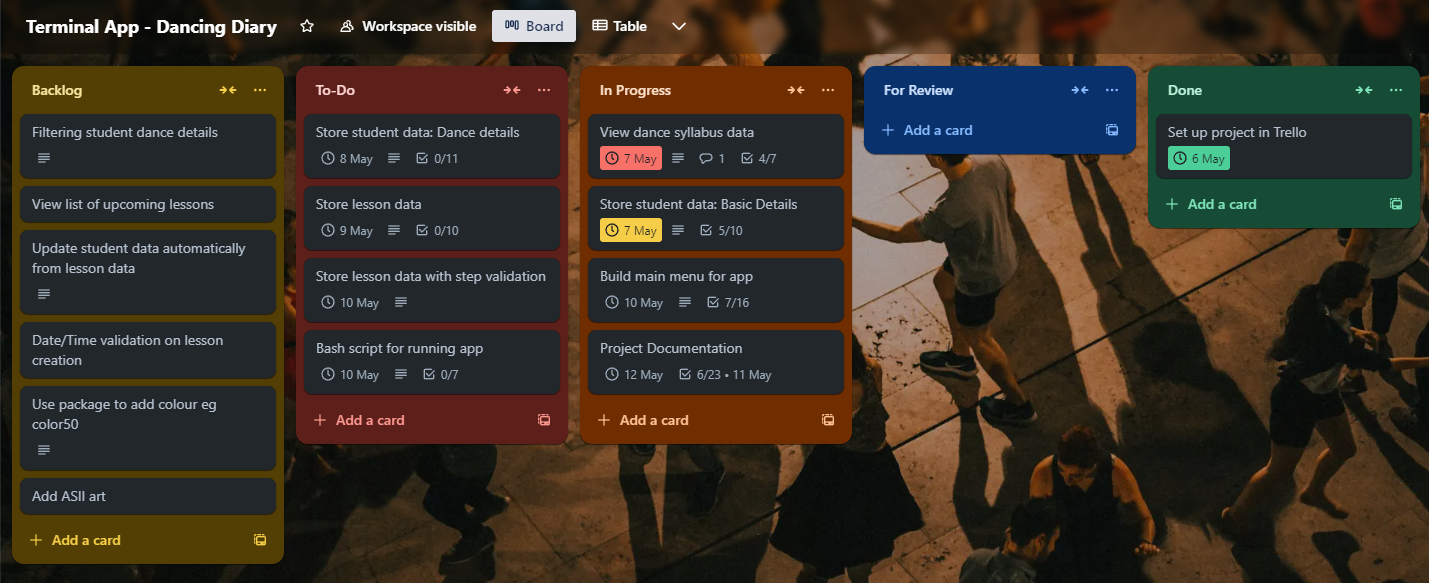 Terminal App - Dancing Diary
Workspace visible
Board
Table
Backlog
Filtering student dance details
View list of upcoming lessons
Update student data automatically
from lesson data
Date/Time validation on lesson
creation
Use package to add colour eg
color50
Add ASII art
+ Add a card
To-Do
Store student data: Dance details
8 May 0/11
Store lesson data
9 May 0/10
Store lesson data with step validation
10 May
Bash script for running app
10 May 0/7
+ Add a card
In Progress
View dance syllabus data
7 May 1 4/7
Store student data: Basic Details
7 May 5/10
Build main menu for app
10 May 7/16
Project Documentation
12 May 6/23 • 11 May
+ Add a card
For Review
+ Add a card
Done
Set up project in Trello
6 May
+ Add a card